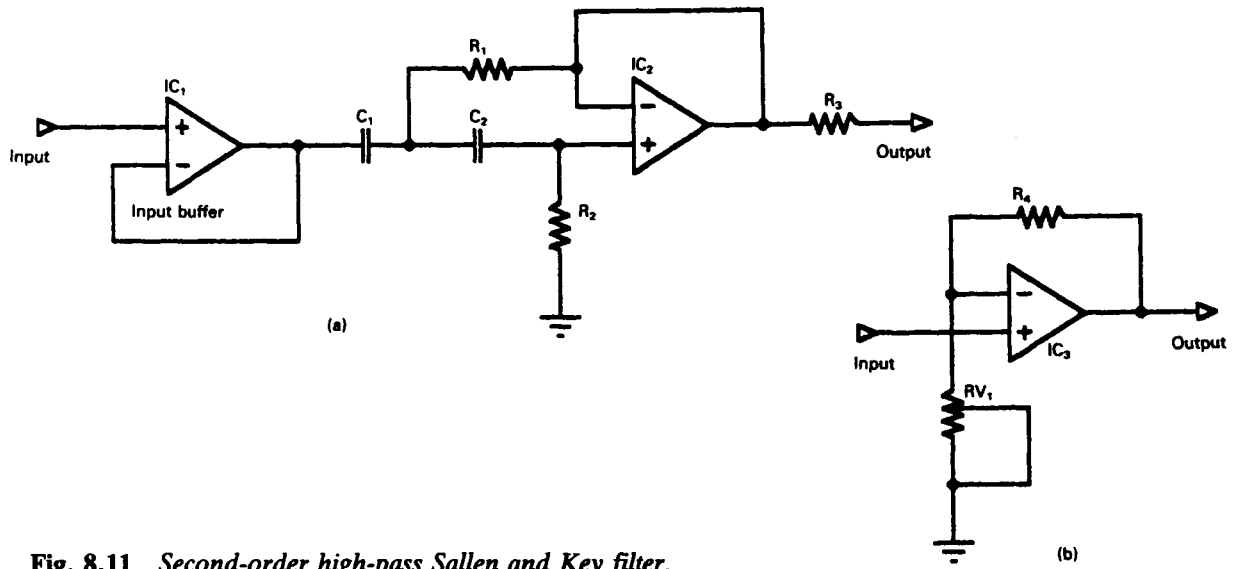 IC₁
+
−
Input
Input buffer
C₁
R₁
C₂
R₂
IC₂
−
+
R₃
Output
(a)
R₄
−
+
IC₃
Input
Output
RV₁
(b)
Fig. 8.11 Second-order high-pass Sallen and Key filter.